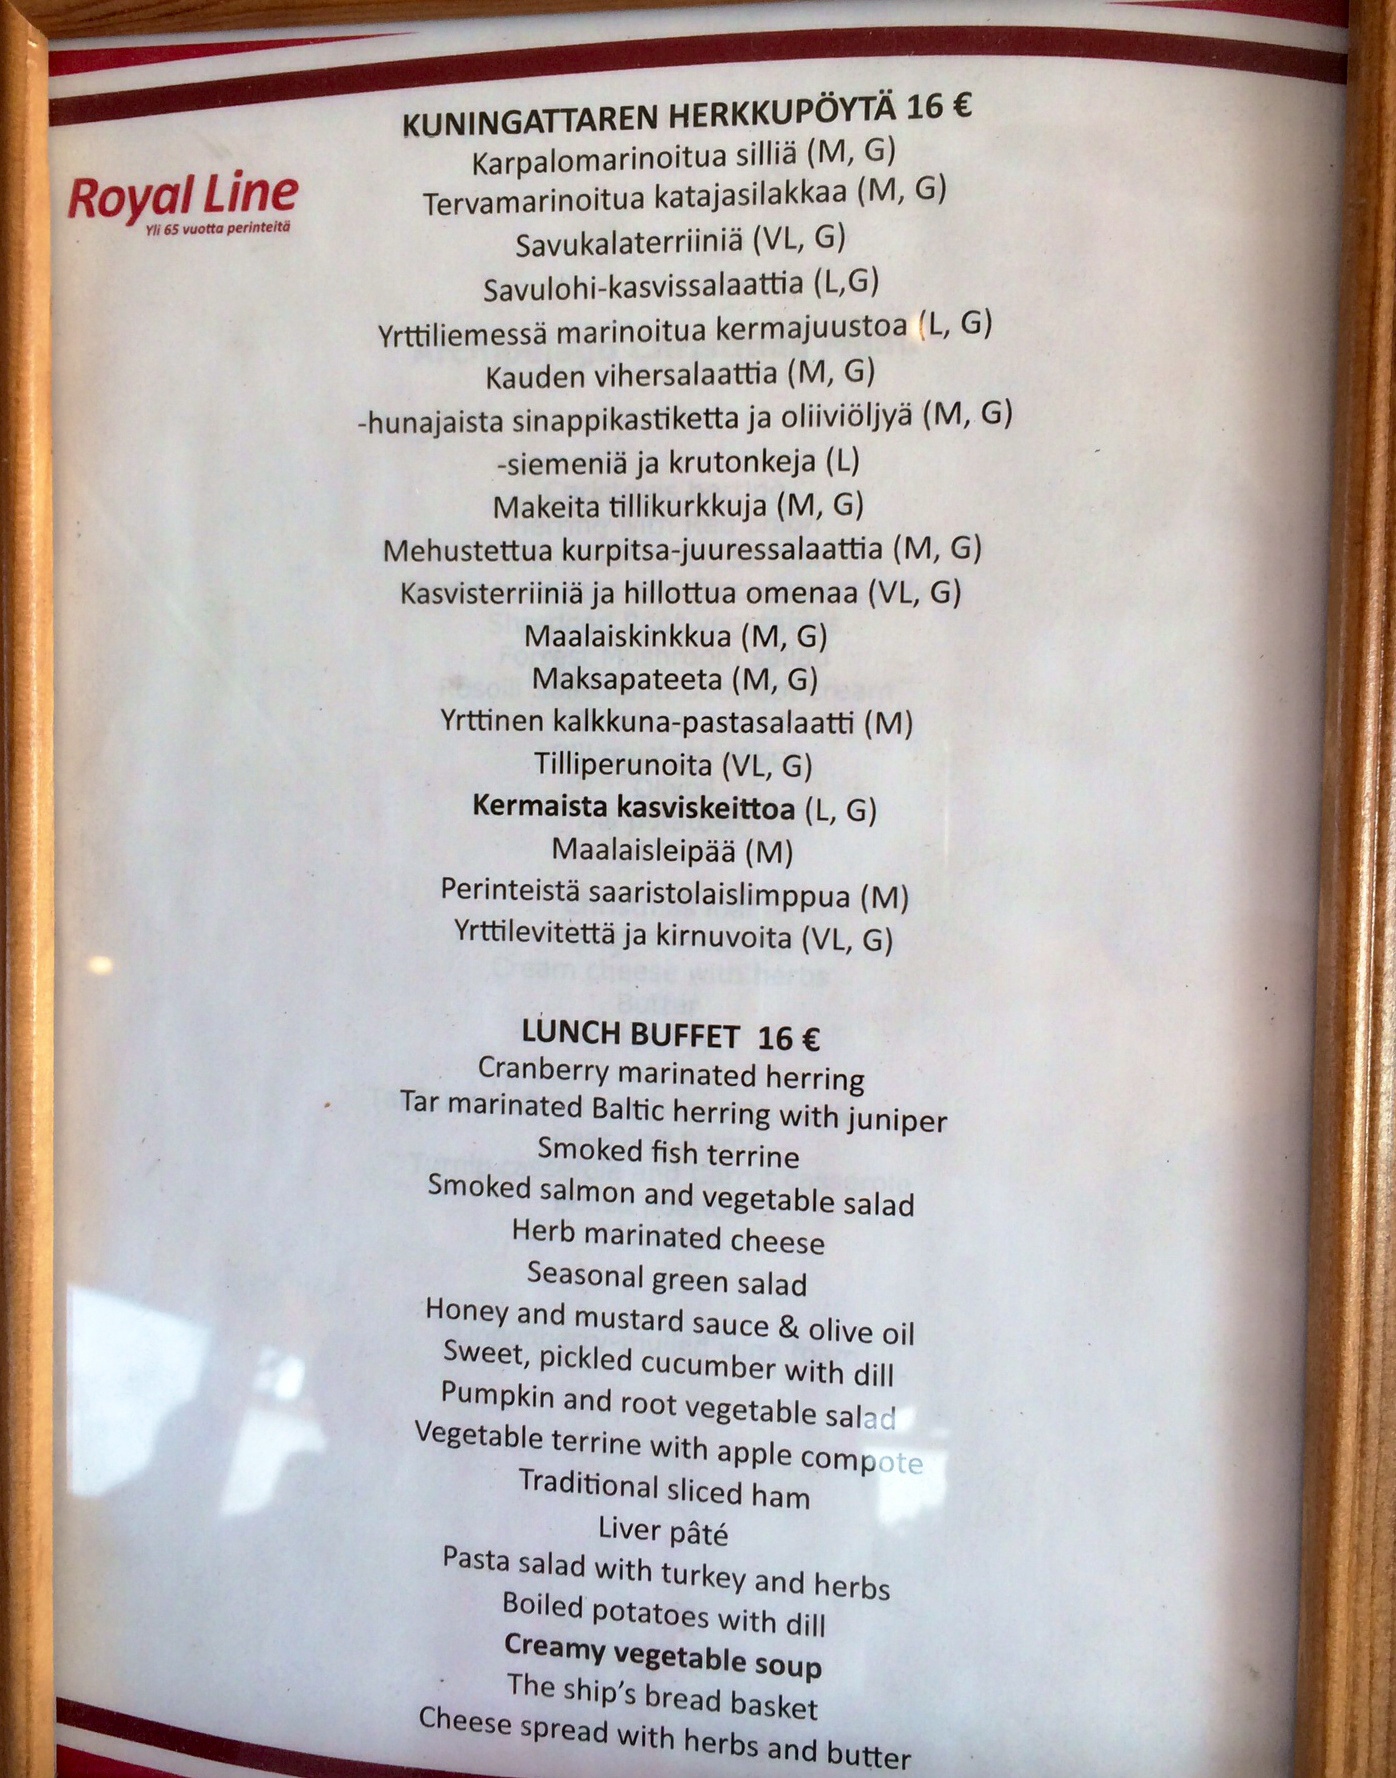 KUNINGATTAREN HERKKUPÖYTÄ 16 €
Royal Line
Yli 65 vuotta perinteitä
Karpalomarinoitua silliä (M, G)
Tervamarinoitua katajasilakkaa (M, G)
Savukalaterriiniä (VL, G)
Savulohi-kasvissalaattia (L,G)
Yrttiliemessä marinoitua kermajuustoa (L, G)
Kauden vihersalaattia (M, G)
-hunajaista sinappikastiketta ja oliiviöljyä (M, G)
-siemeniä ja krutonkeja (L)
Makeita tillikurkkuja (M, G)
Mehustettua kurpitsa-juuressalaattia (M, G)
Kasvisterriiniä ja hillottua omenaa (VL, G)
Maalaiskinkkua (M, G)
Maksapateeta (M, G)
Yrttinen kalkkuna-pastasalaatti (M)
Tilliperunoita (VL, G)
Kermaista kasviskeittoa (L, G)
Maalaisleipää (M)
Perinteistä saaristolaislimppua (M)
Yrttilevitettä ja kirnuvoita (VL, G)
Cream cheese with herbs
Butter
LUNCH BUFFET 16 €
Cranberry marinated herring
Tar marinated Baltic herring with juniper
Smoked fish terrine
Smoked salmon and vegetable salad
Herb marinated cheese
Seasonal green salad
Honey and mustard sauce & olive oil
Sweet, pickled cucumber with dill
Pumpkin and root vegetable salad
Vegetable terrine with apple compote
Traditional sliced ham
Liver pâté
Pasta salad with turkey and herbs
Boiled potatoes with dill
Creamy vegetable soup
The ship's bread basket
Cheese spread with herbs and butter